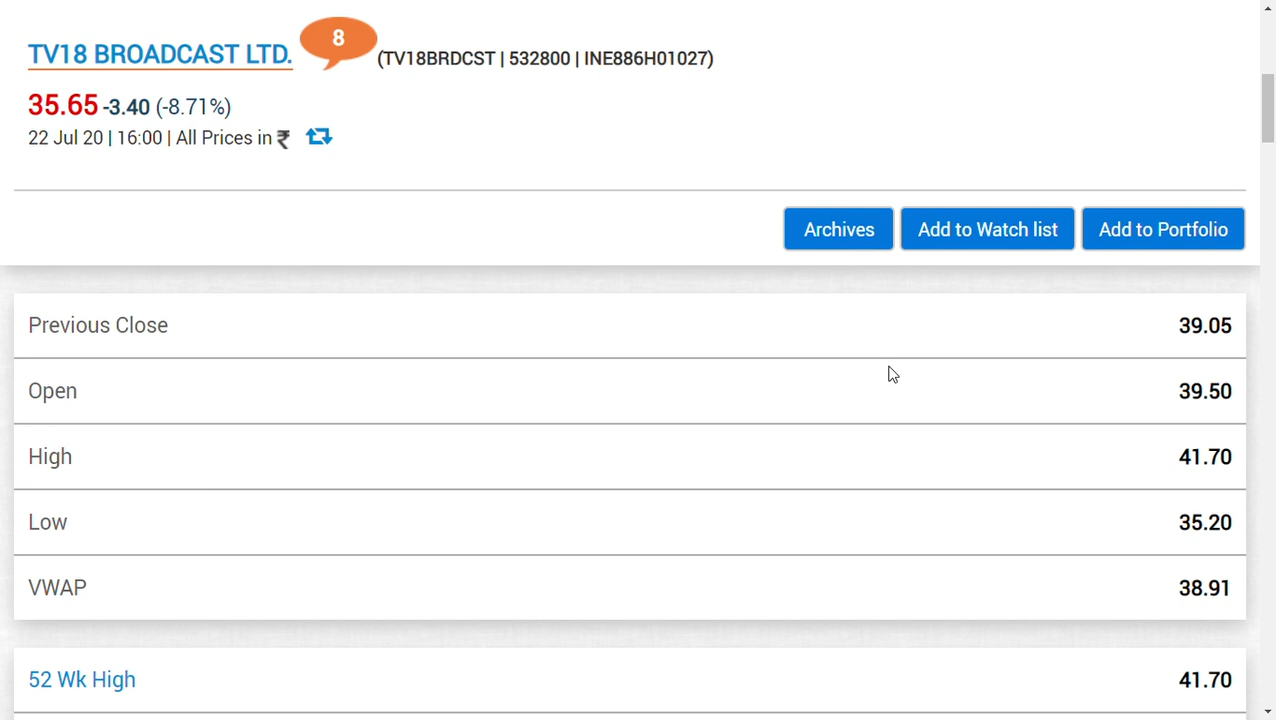 TV18 BROADCAST LTD. 8 (TV18BRDCST | 532800 | INE886H01027)
35.65 -3.40 (-8.71%)
22 Jul 20 | 16:00 | All Prices in ₹
Archives Add to Watch list Add to Portfolio
Previous Close 39.05
Open 39.50
High 41.70
Low 35.20
VWAP 38.91
52 Wk High 41.70